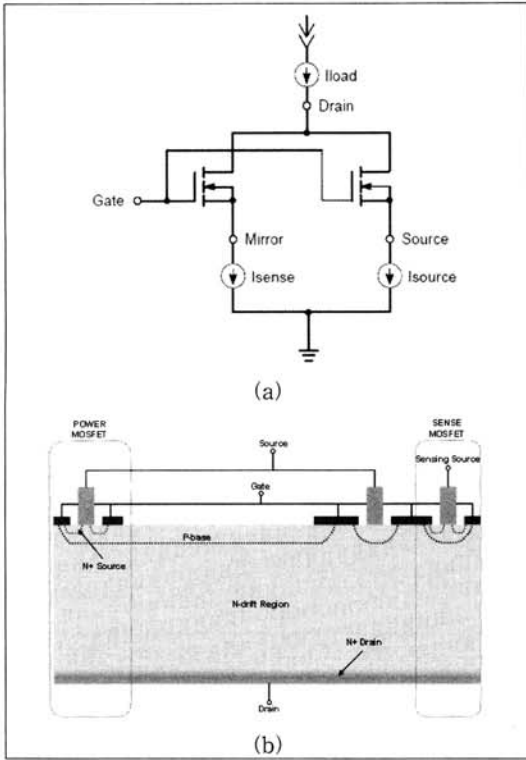 Iload
Drain
Gate
Mirror
Source
Isense
Isource
(a)
POWER
MOSFET
SENSE
MOSFET
Source
Sensing Source
Gate
P-base
N+ Source
N-drift Region
N+ Drain
Drain
(b)